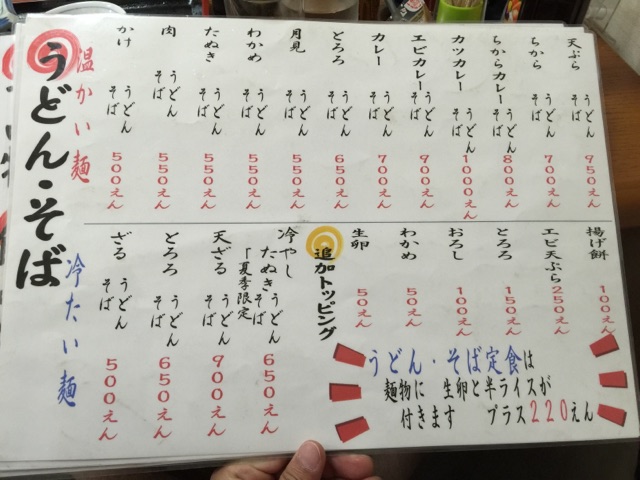 うどん・そば
温かい麺
かけ うどん そば 500えん
肉 うどん そば 550えん
たぬき うどん そば 550えん
わかめ うどん そば 550えん
月見 うどん そば 550えん
とろろ うどん そば 650えん
カレー うどん そば 700えん
エビカレー うどん そば 900えん
カツカレー うどん そば 1000えん
ちからカレー うどん そば 800えん
ちから うどん そば 700えん
天ぷら うどん そば 950えん
冷たい麺
ざる うどん そば 500えん
とろろ うどん そば 650えん
天ざる うどん そば 900えん
冷やしたぬき うどん そば 650えん
「夏季限定
追加トッピング
生卵 50えん
わかめ 50えん
おろし 100えん
とろろ 150えん
エビ天ぷら 250えん
揚げ餅 100えん
うどん・そば定食は
麺物に 生卵と半ライスが
付きます プラス220えん